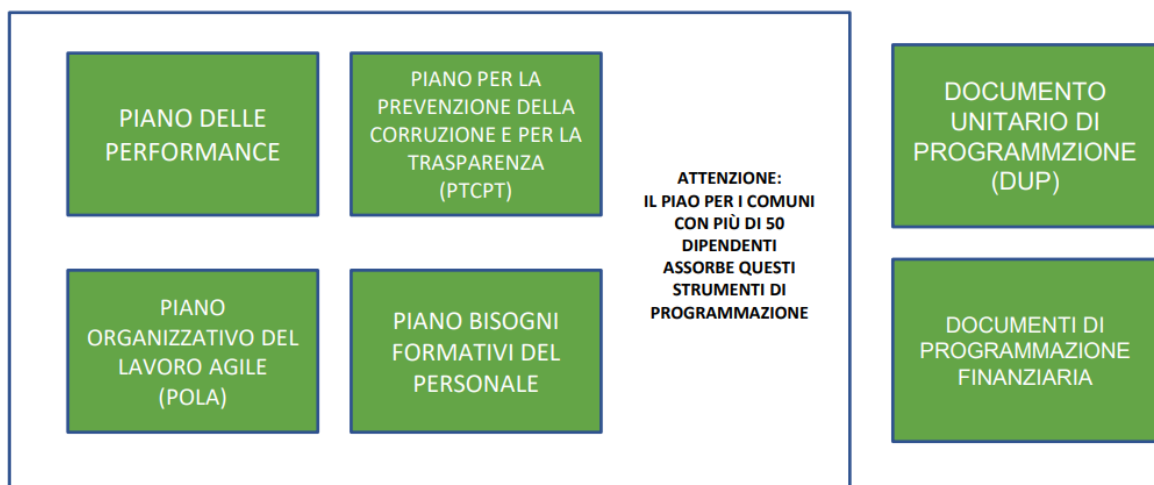 PIANO DELLE
PERFORMANCE
PIANO PER LA
PREVENZIONE DELLA
CORRUZIONE E PER LA
TRASPARENZA
(PTCPT)
PIANO
ORGANIZZATIVO DEL
LAVORO AGILE
(POLA)
PIANO BISOGNI
FORMATIVI DEL
PERSONALE
ATTENZIONE:
IL PIAO PER I COMUNI
CON PIÙ DI 50
DIPENDENTI
ASSORBE QUESTI
STRUMENTI DI
PROGRAMMAZIONE
DOCUMENTO
UNITARIO DI
PROGRAMMZIONE
(DUP)
DOCUMENTI DI
PROGRAMMAZIONE
FINANZIARIA